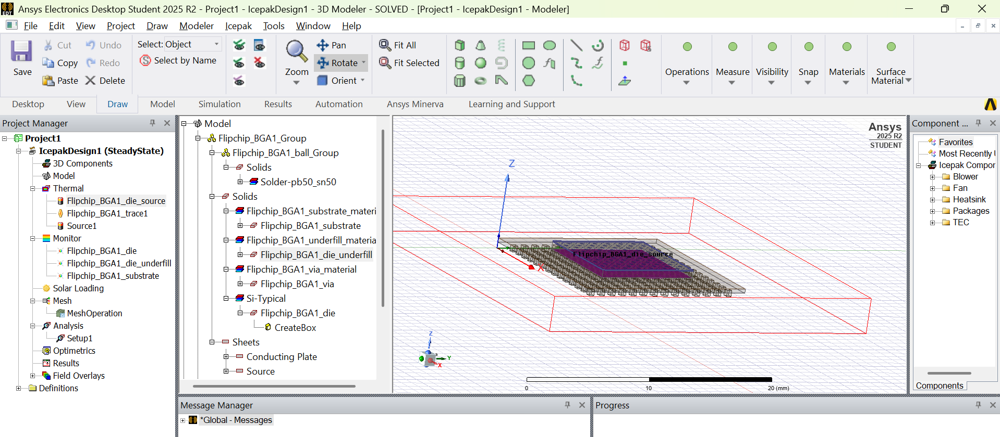 Ansys Electronics Desktop Student 2025 R2 - Project1 - IcepakDesign1 - 3D Modeler - SOLVED - [Project1 - IcepakDesign1 - Modeler]
File Edit View Project Draw Modeler Icepak Tools Window Help
Save
Cut
Copy
Paste
Undo
Redo
Delete
Select: Object
Select by Name
Zoom
Pan
Rotate
Orient
Fit All
Fit Selected
Operations
Measure
Visibility
Snap
Materials
Surface
Material
Desktop View Draw Model Simulation Results Automation Ansys Minerva Learning and Support
Project Manager
Project1
IcepakDesign1 (SteadyState)
3D Components
Model
Thermal
Flipchip_BGA1_die_source
Flipchip_BGA1_trace1
Source1
Monitor
Flipchip_BGA1_die
Flipchip_BGA1_die_underfill
Flipchip_BGA1_substrate
Solar Loading
Mesh
MeshOperation
Analysis
Setup1
Optimetrics
Results
Field Overlays
Definitions
Model
Flipchip_BGA1_Group
Flipchip_BGA1_ball_Group
Solids
Solder-pb50_sn50
Solids
Flipchip_BGA1_substrate_materi
Flipchip_BGA1_substrate
Flipchip_BGA1_underfill_materia
Flipchip_BGA1_die_underfill
Flipchip_BGA1_via_material
Flipchip_BGA1_via
Si-Typical
Flipchip_BGA1_die
CreateBox
Sheets
Conducting Plate
Source
Ansys
2025 R2
STUDENT
Z
Flipchip_BGA1_die_source
X
Z
Y
X
0 10 20 (mm)
Component ...
Favorites
Most Recently
Icepak Compor
Blower
Fan
Heatsink
Packages
TEC
Components
Message Manager
*Global - Messages
Progress